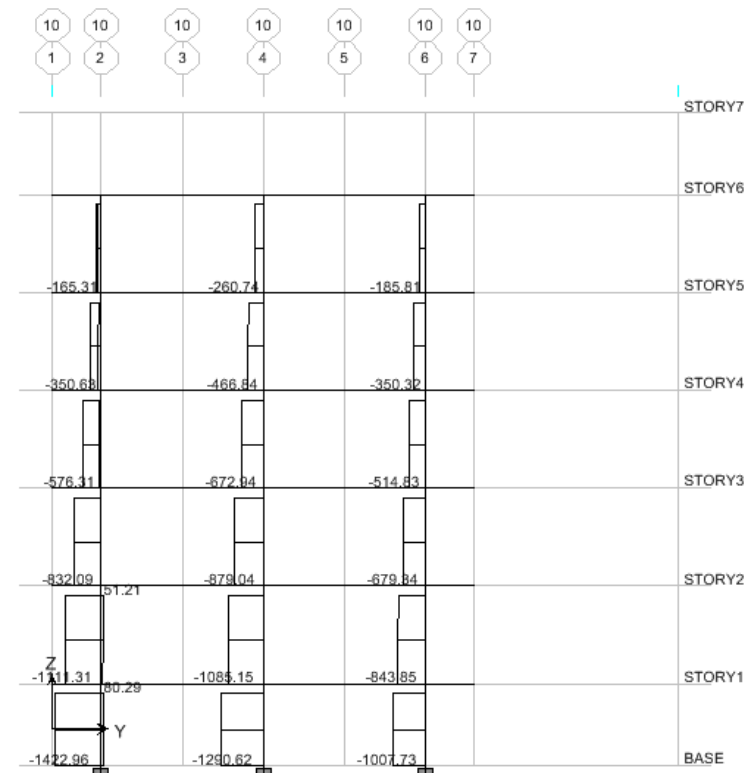 10 10 10 10 10 10 10
1 2 3 4 5 6 7
STORY7
STORY6
-165.31 -260.74 -185.81 STORY5
-350.63 -466.84 -350.32 STORY4
-576.31 -672.94 -514.83 STORY3
-832.09 -879.04 -679.34 STORY2
51.21
Z
-1111.31 -1085.15 -843.85 STORY1
80.29
Y
-1422.96 -1290.62 -1007.73 BASE